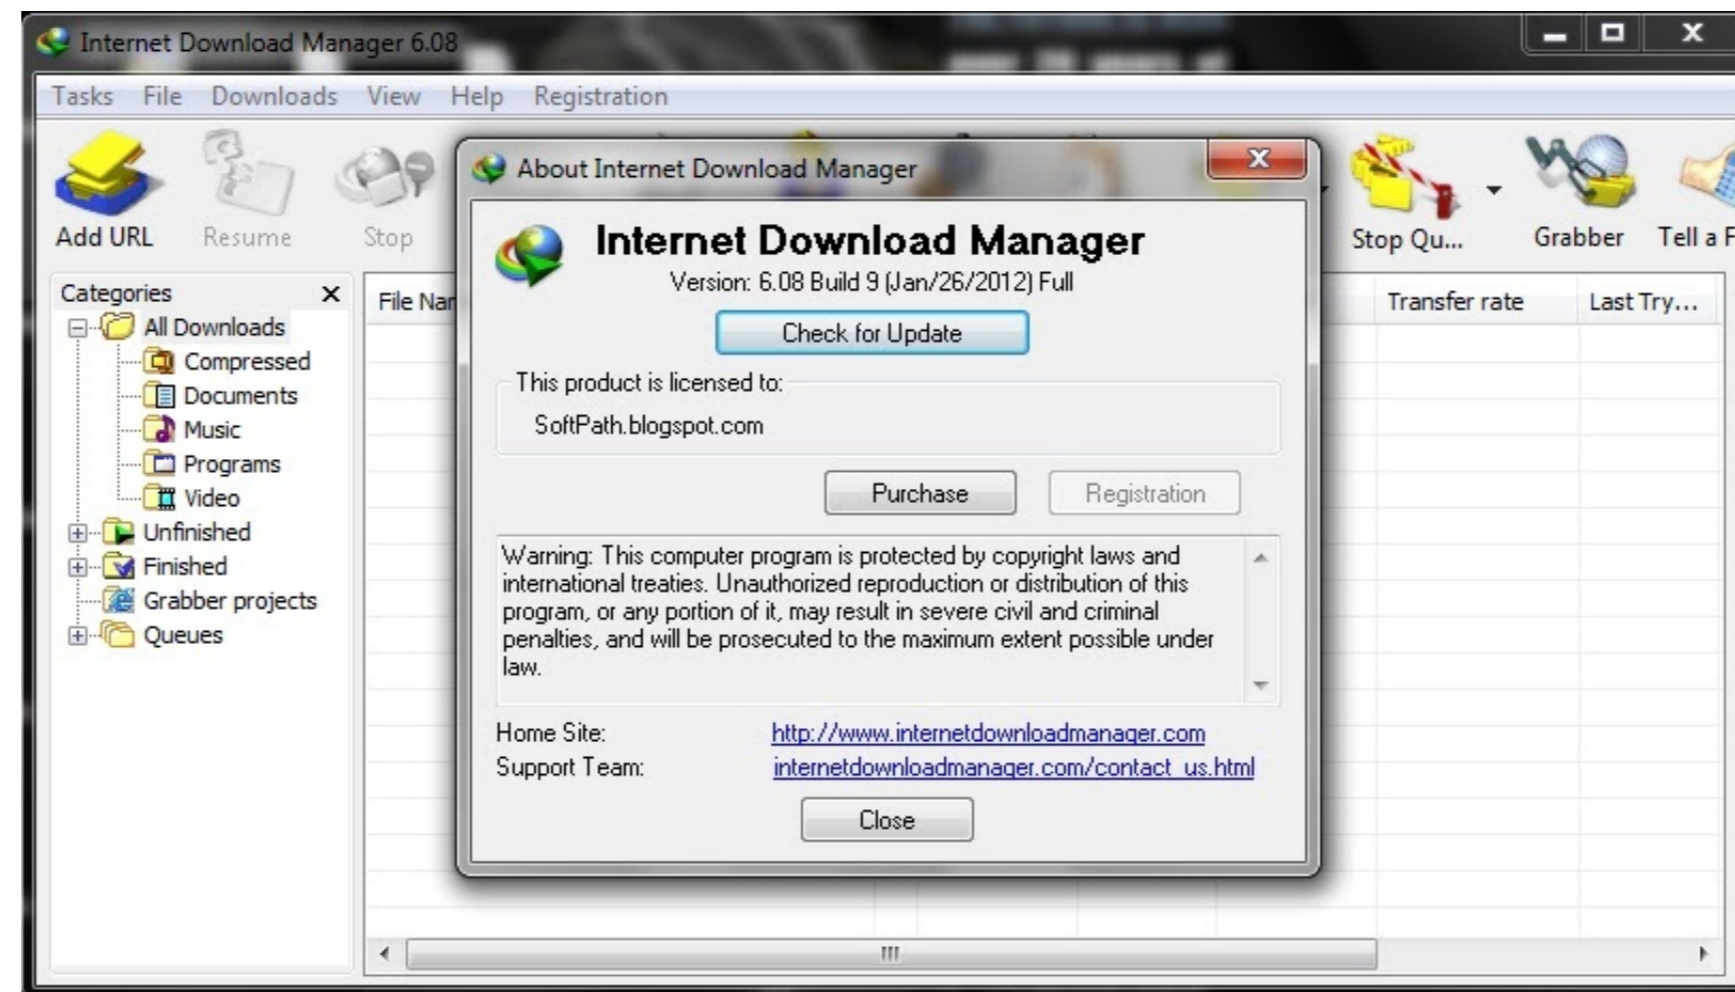 Internet Download Manager 6.08
Tasks File Downloads View Help Registration
Add URL
Resume
Stop
Stop Qu...
Grabber
Tell a F
Categories
All Downloads
Compressed
Documents
Music
Programs
Video
Unfinished
Finished
Grabber projects
Queues
File Nar
Transfer rate
Last Try...
About Internet Download Manager
Internet Download Manager
Version: 6.08 Build 9 (Jan/26/2012) Full
Check for Update
This product is licensed to:
SoftPath.blogspot.com
Purchase
Registration
Warning: This computer program is protected by copyright laws and
international treaties. Unauthorized reproduction or distribution of this
program, or any portion of it, may result in severe civil and criminal
penalties, and will be prosecuted to the maximum extent possible under
law.
Home Site: http://www.internetdownloadmanager.com
Support Team: internetdownloadmanager.com/contact_us.html
Close